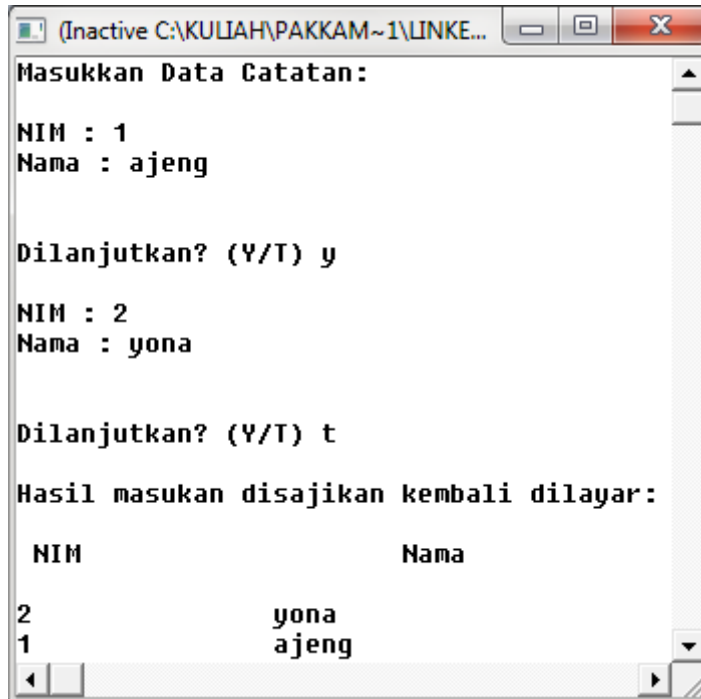 (Inactive C:\KULIAH\PAKKAM~1\LINKE...
Masukkan Data Catatan:
NIM : 1
Nama : ajeng
Dilanjutkan? (Y/T) y
NIM : 2
Nama : yona
Dilanjutkan? (Y/T) t
Hasil masukan disajikan kembali dilayar:
NIM Nama
2 yona
1 ajeng